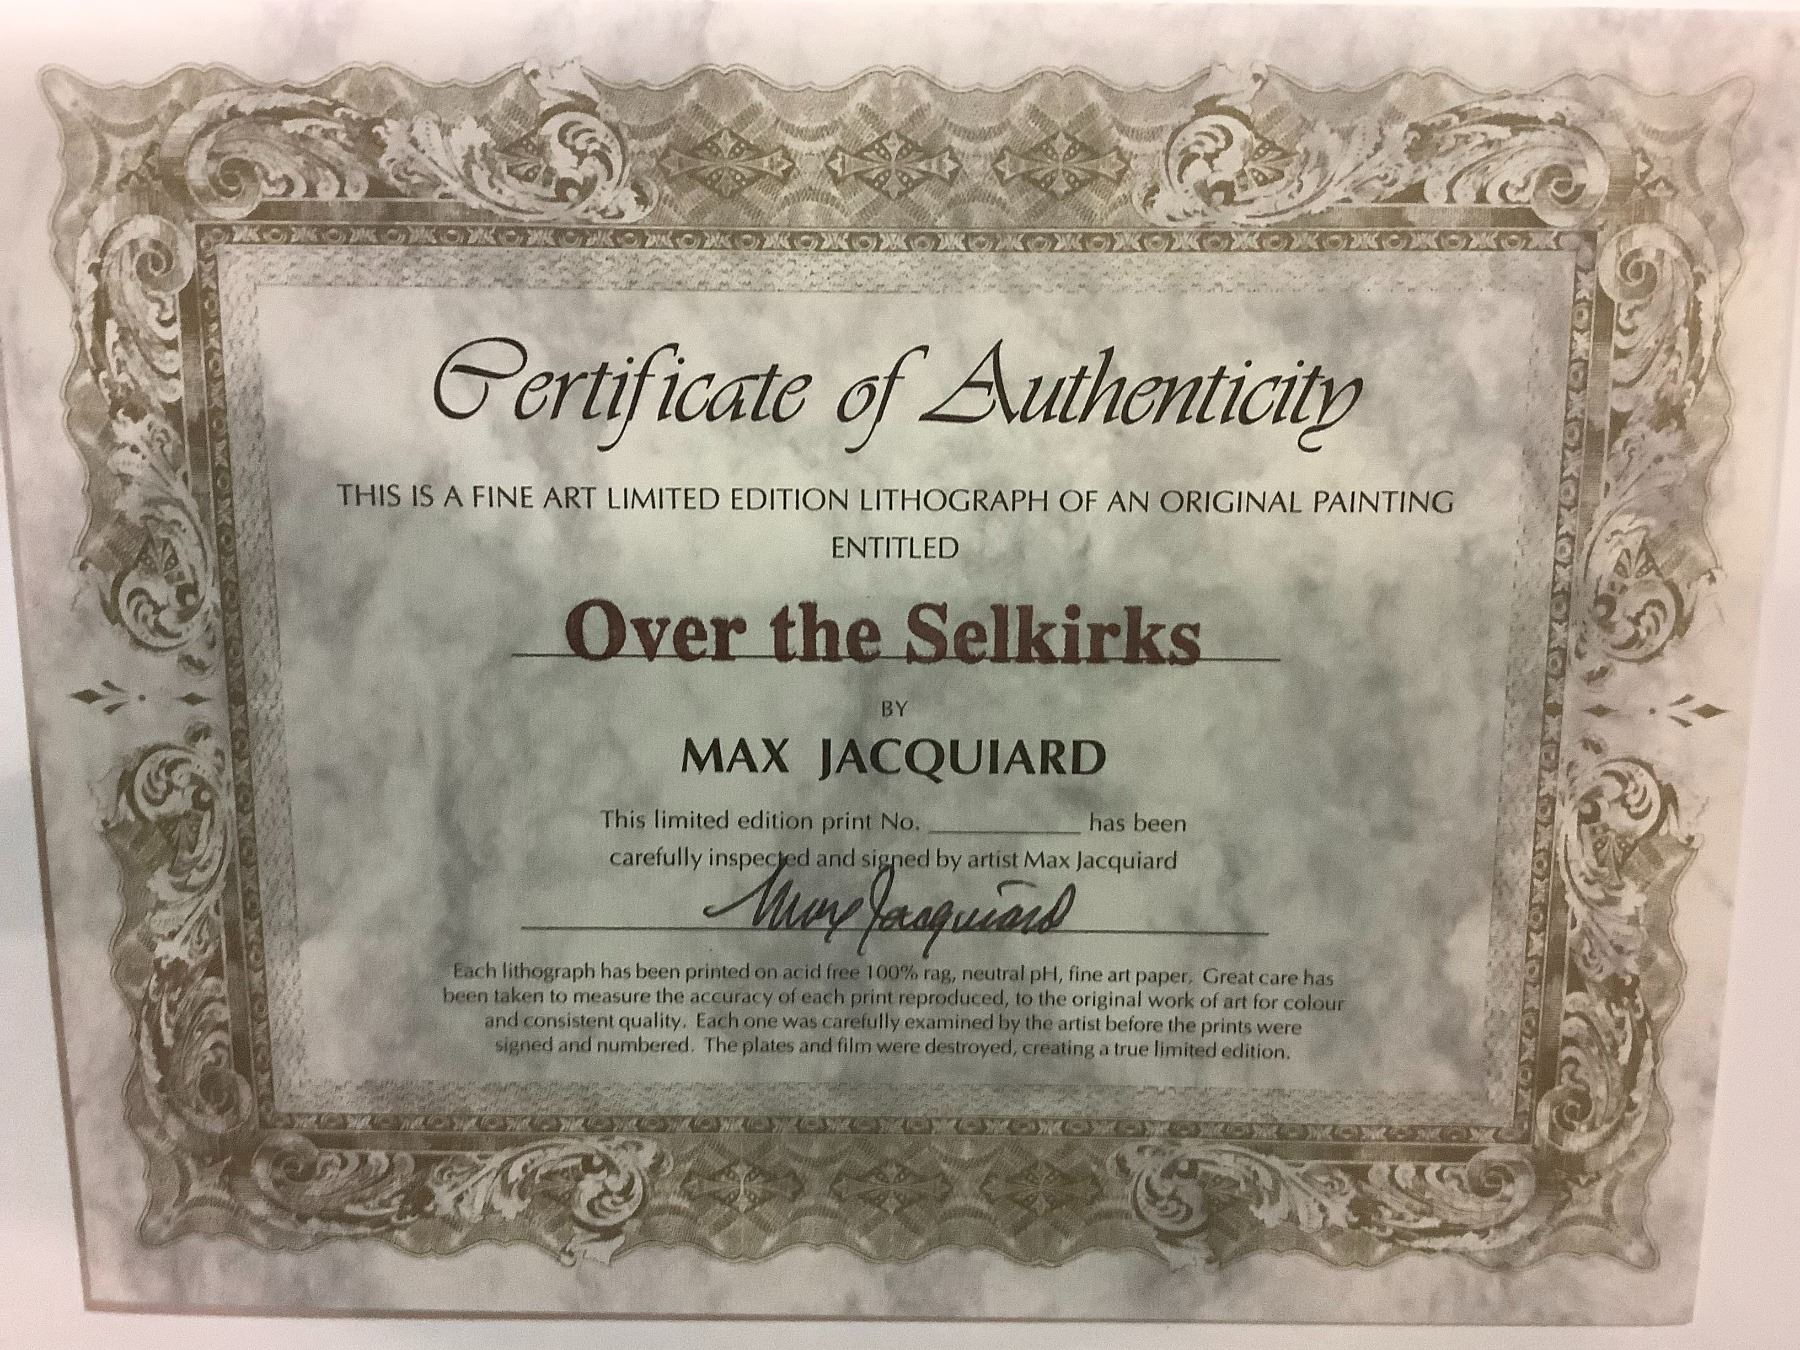 Certificate of Authenticity
THIS IS A FINE ART LIMITED EDITION LITHOGRAPH OF AN ORIGINAL PAINTING
ENTITLED
Over the Selkirks
BY
MAX JACQUIARD
This limited edition print No. __________ has been
carefully inspected and signed by artist Max Jacquiard
Max Jacquiard
Each lithograph has been printed on acid free 100% rag, neutral pH, fine art paper. Great care has
been taken to measure the accuracy of each print reproduced, to the original work of art for colour
and consistent quality. Each one was carefully examined by the artist before the prints were
signed and numbered. The plates and film were destroyed, creating a true limited edition.